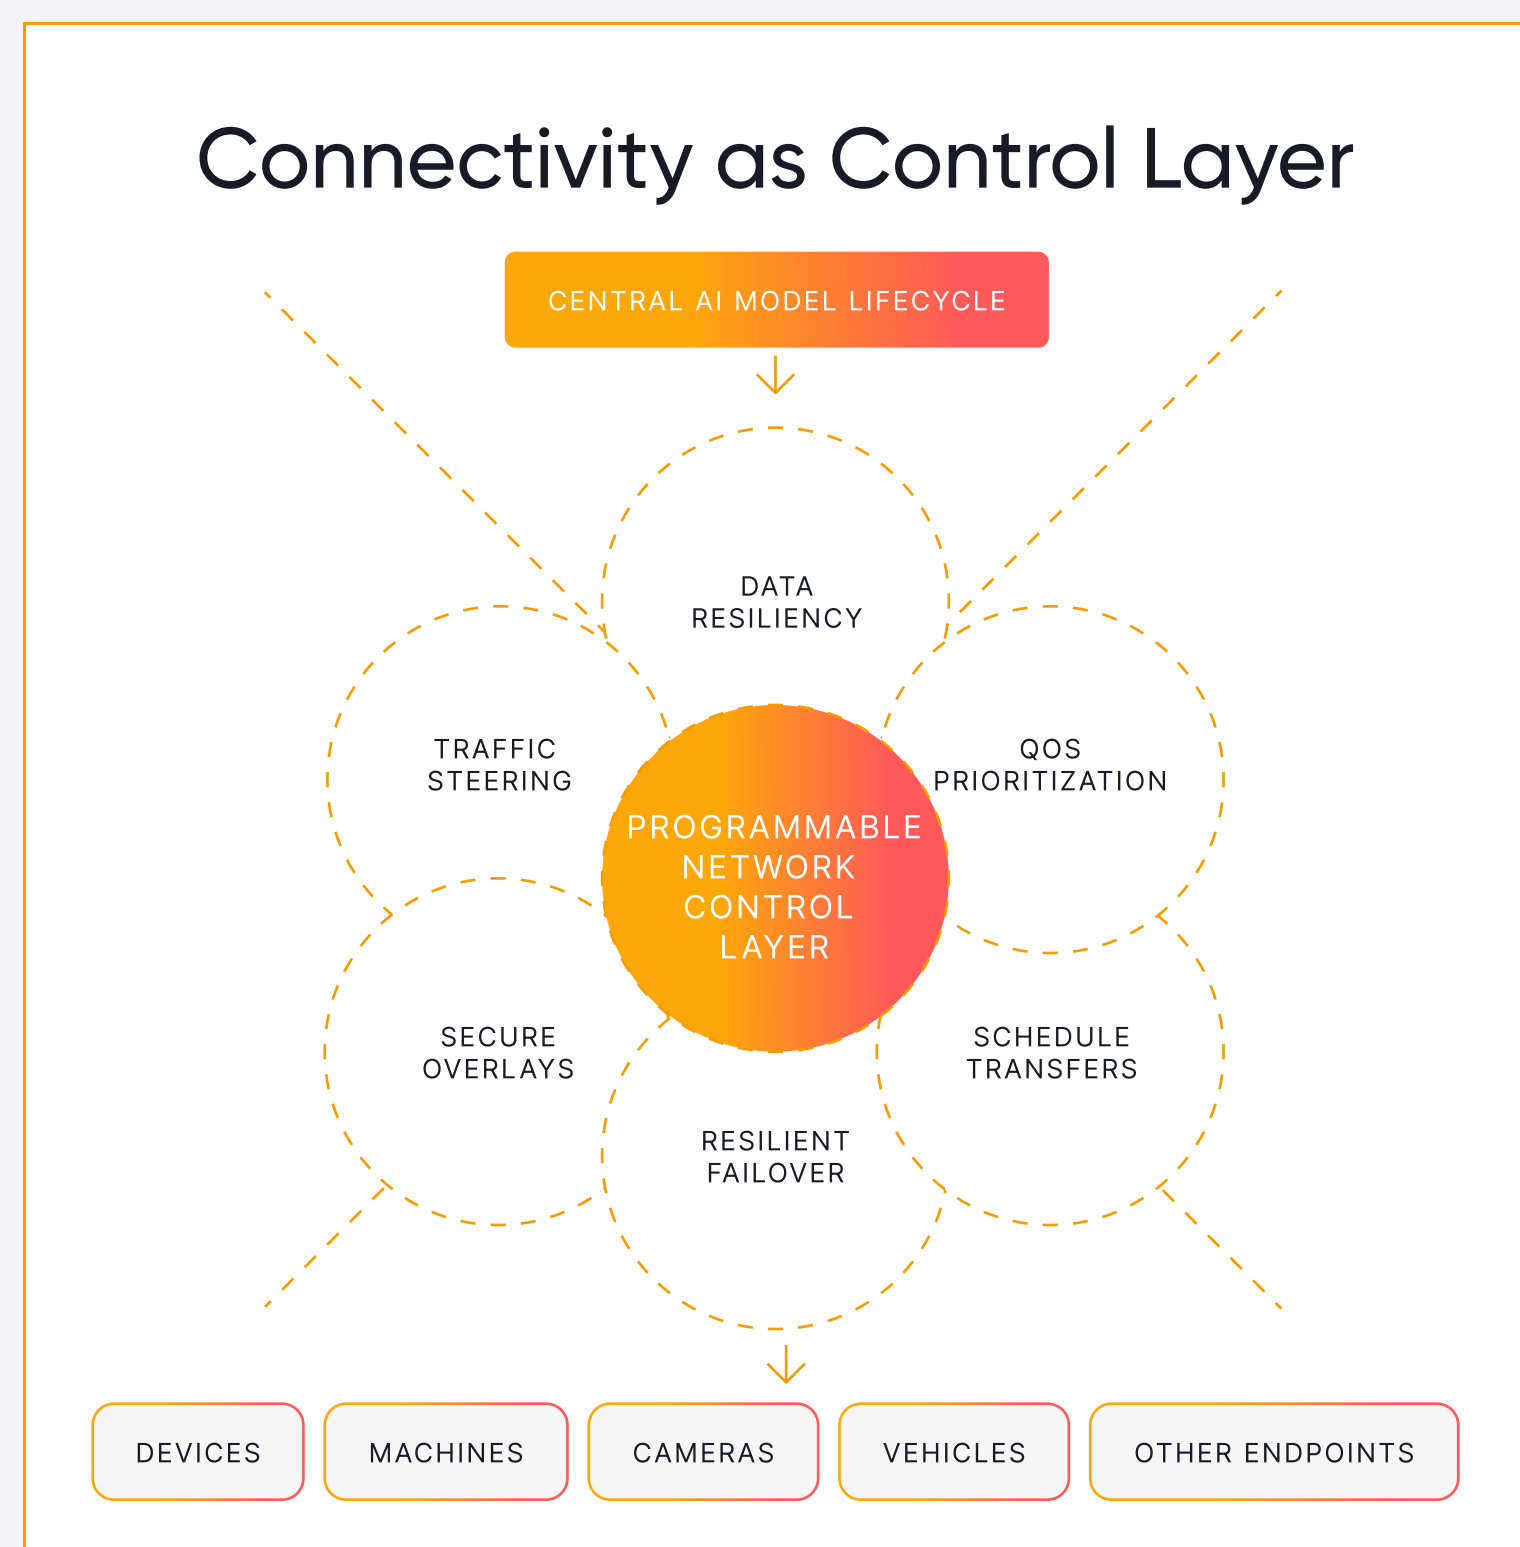 Connectivity as Control Layer
CENTRAL AI MODEL LIFECYCLE
DATA
RESILIENCY
TRAFFIC
STEERING
QOS
PRIORITIZATION
PROGRAMMABLE
NETWORK
CONTROL
LAYER
SECURE
OVERLAYS
SCHEDULE
TRANSFERS
RESILIENT
FAILOVER
DEVICES
MACHINES
CAMERAS
VEHICLES
OTHER ENDPOINTS